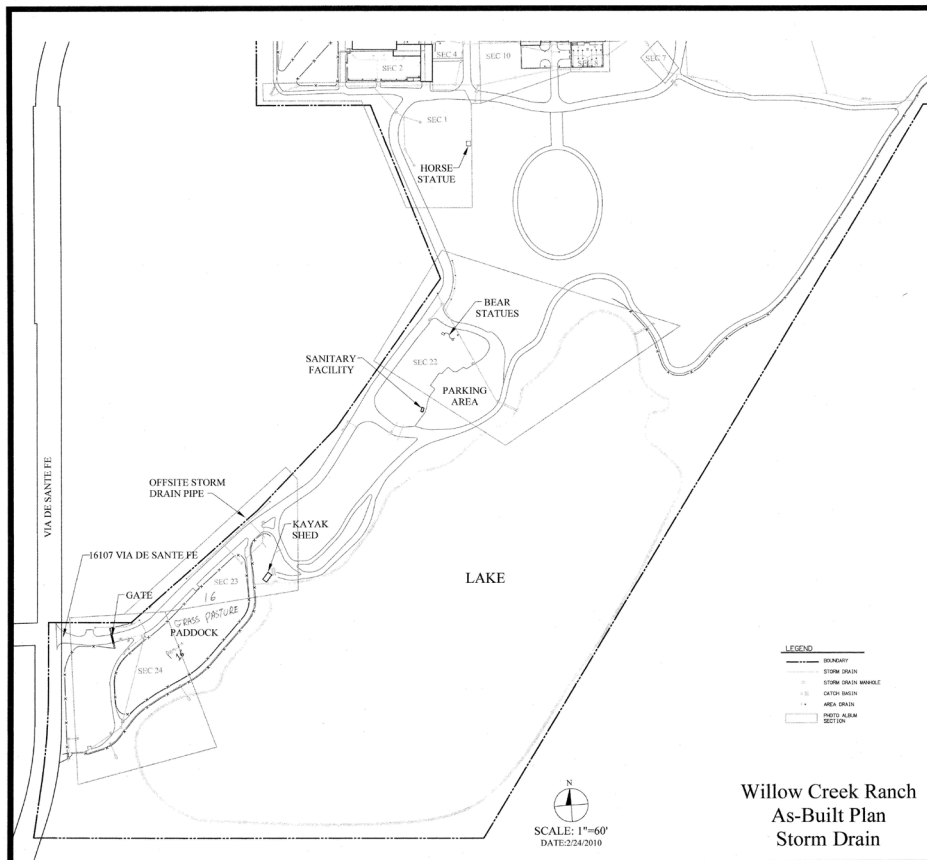 SEC 2
SEC 4
SEC 10
SEC 7
SEC 1
HORSE
STATUE
BEAR
STATUES
SANITARY
FACILITY
SEC 22
PARKING
AREA
VIA DE SANTE FE
OFFSITE STORM
DRAIN PIPE
KAYAK
SHED
16107 VIA DE SANTE FE
SEC 23
LAKE
GATE
16
GRASS PASTURE
PADDOCK
16
SEC 24
LEGEND
BOUNDARY
STORM DRAIN
STORM DRAIN MANHOLE
CATCH BASIN
AREA DRAIN
PHOTO ALBUM
SECTION
N
SCALE: 1"=60'
DATE:2/24/2010
Willow Creek Ranch
As-Built Plan
Storm Drain